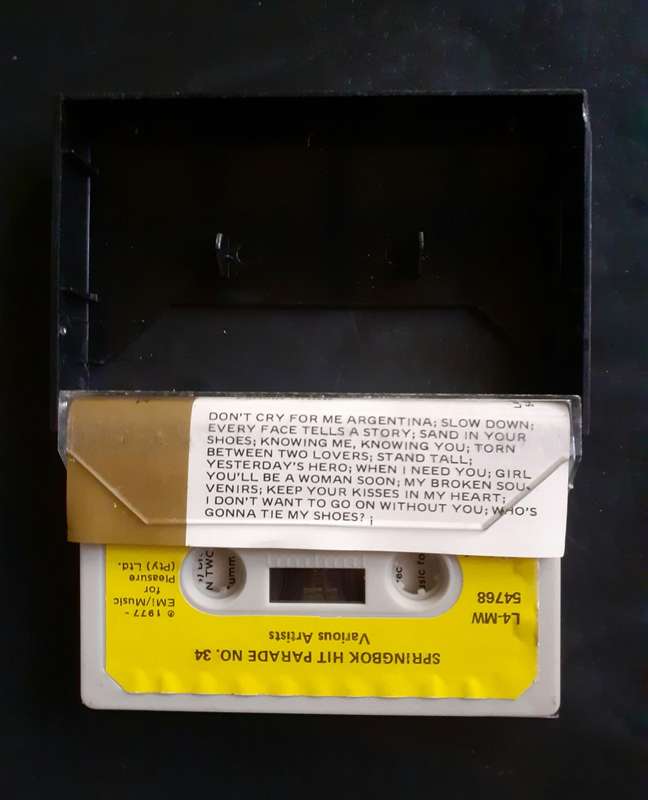 DON'T CRY FOR ME ARGENTINA; SLOW DOWN;
EVERY FACE TELLS A STORY; SAND IN YOUR
SHOES; KNOWING ME, KNOWING YOU; TORN
BETWEEN TWO LOVERS; STAND TALL;
YESTERDAY'S HERO; WHEN I NEED YOU; GIRL
YOU'LL BE A WOMAN SOON; MY BROKEN SOU-
VENIRS; KEEP YOUR KISSES IN MY HEART;
I DON'T WANT TO GO ON WITHOUT YOU; WHO'S
GONNA TIE MY SHOES?
SPRINGBOK HIT PARADE NO. 34
Various Artists
L4-MW
54768
℗ 1977 -
EMI/Music
for
Pleasure
(Pty) Ltd.